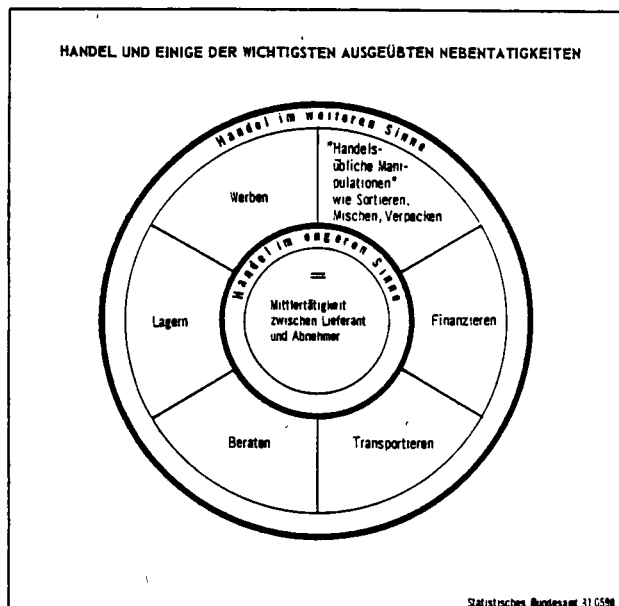 HANDEL UND EINIGE DER WICHTIGSTEN AUSGEÜBTEN NEBENTÄTIGKEITEN
Handel im weiteren Sinne
"Handels-
übliche Mani-
pulationen"
wie Sortieren,
Mischen, Verpacken
Werben
Handel im engeren Sinne
=
Mittlertätigkeit
zwischen Lieferant
und Abnehmer
Lagern
Finanzieren
Beraten
Transportieren
Statistisches Bundesamt 31 0598